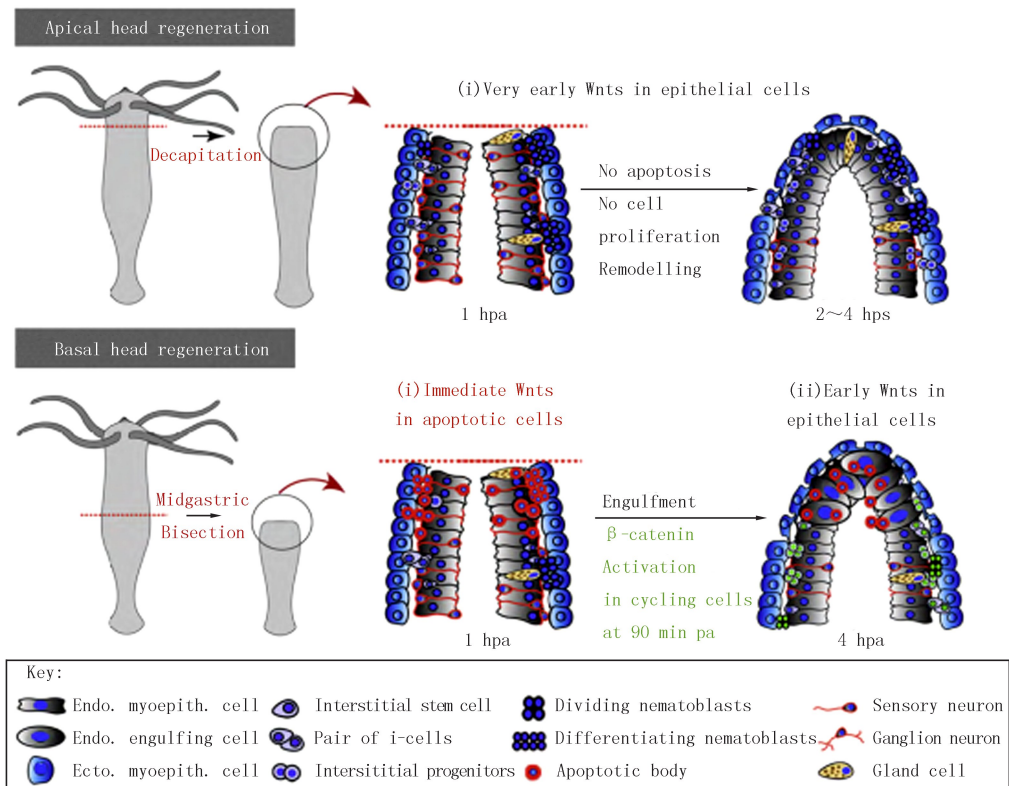 Apical head regeneration
(i)Very early Wnts in epithelial cells
Decapitation
No apoptosis
No cell
proliferation
Remodelling
1 hpa
2～4 hps
Basal head regeneration
(i)Immediate Wnts
in apoptotic cells
(ii)Early Wnts in
epithelial cells
Midgastric
Bisection
Engulfment
β-catenin
Activation
in cycling cells
at 90 min pa
1 hpa
4 hpa
Key:
Endo. myoepith. cell
Interstitial stem cell
Dividing nematoblasts
Sensory neuron
Endo. engulfing cell
Pair of i-cells
Differentiating nematoblasts
Ganglion neuron
Ecto. myoepith. cell
Intersititial progenitors
Apoptotic body
Gland cell